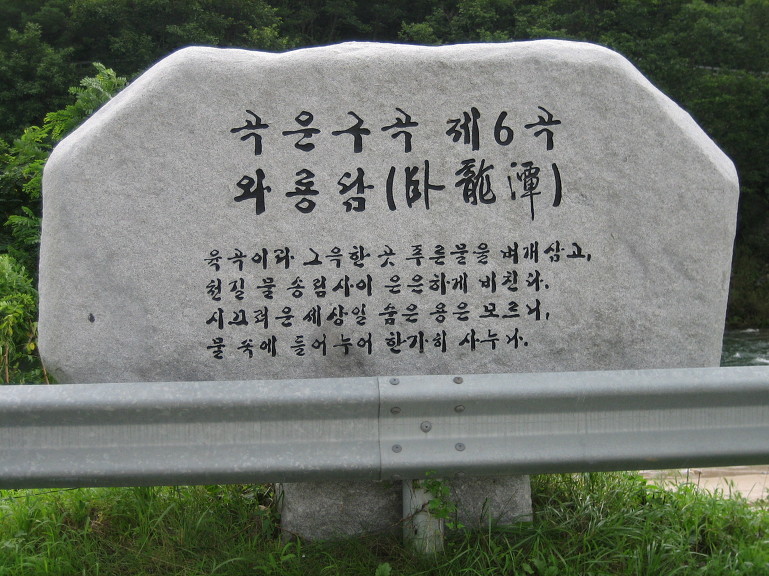 곡운구곡 제6곡
와룡담(臥龍潭)
육곡이라 그윽한 곳 푸른물을 벼개삼고,
천길 물 송림사이 은은하게 비친다.
시끄러운 세상일 숨은 용은 모르니,
물 속에 들어누어 한가히 사누나.